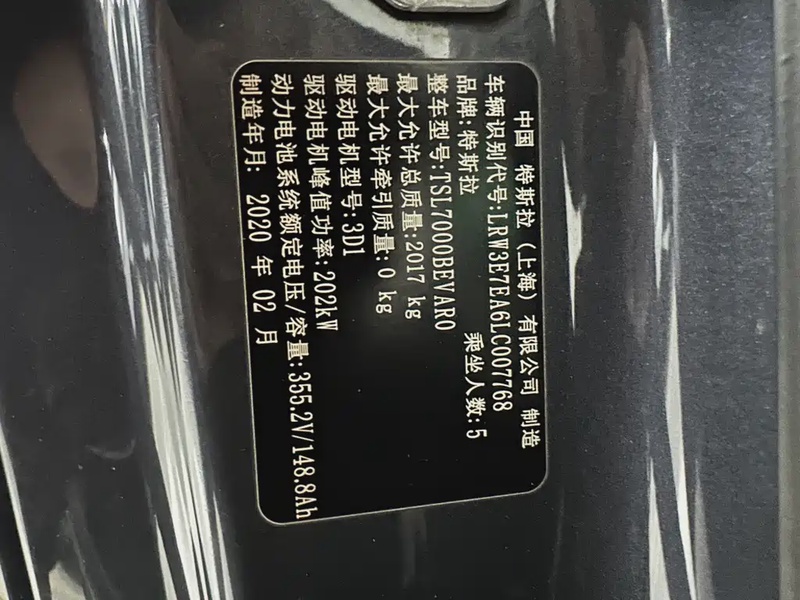 中国 特斯拉（上海）有限公司 制造
车辆识别代号:LRW3E7EA6LC007768
品牌:特斯拉 乘坐人数:5
整车型号:TSL7000BEVAR0
最大允许总质量:2017 kg
最大允许牵引质量:0 kg
驱动电机型号:3D1
驱动电机峰值功率:202kW
动力电池系统额定电压/容量:355.2V/148.8Ah
制造年月: 2020 年 02 月